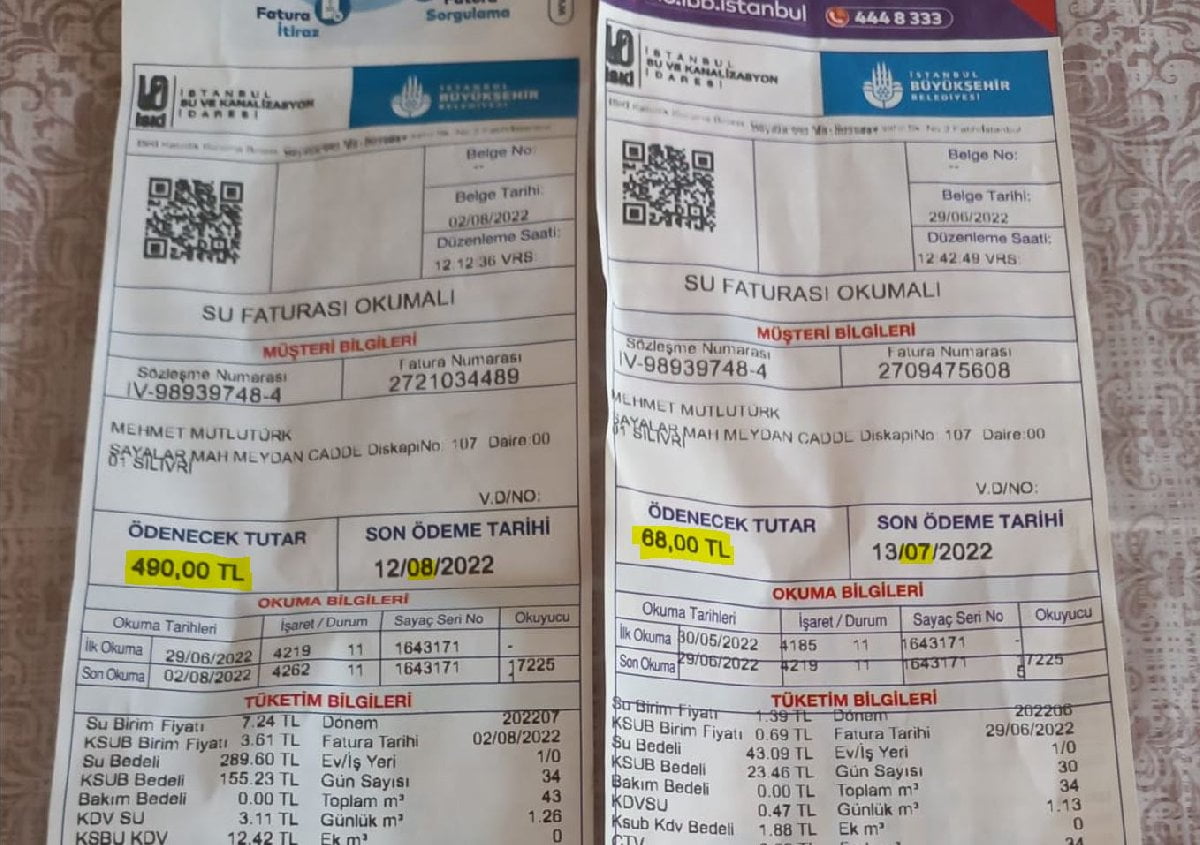 Fatura
İtiraz
Sorgulama
İSTANBUL
SU VE KANALİZASYON
İDARESİ
İSTANBUL
BÜYÜKŞEHİR
BELEDİYESİ
Belge No:
--
Belge Tarihi:
02/08/2022
Düzenleme Saati:
12:12:36 VRS:
SU FATURASI OKUMALI
MÜŞTERİ BİLGİLERİ
Sözleşme Numarası Fatura Numarası
IV-98939748-4 2721034489
MEHMET MUTLUTÜRK
SAYALAR MAH MEYDAN CADDE DiskapiNo: 107 Daire:00
01 SILIVRI
V.D/NO:
ÖDENECEK TUTAR SON ÖDEME TARİHİ
490,00 TL 12/08/2022
OKUMA BİLGİLERİ
Okuma Tarihleri İşaret / Durum Sayaç Seri No Okuyucu
İlk Okuma 29/06/2022 4219 11 1643171 -
Son Okuma 02/08/2022 4262 11 1643171 17225
TÜKETİM BİLGİLERİ
Su Birim Fiyatı 7.24 TL Dönem 202207
KSUB Birim Fiyatı 3.61 TL Fatura Tarihi 02/08/2022
Su Bedeli 289.60 TL Ev/İş Yeri 1/0
KSUB Bedeli 155.23 TL Gün Sayısı 34
Bakım Bedeli 0.00 TL Toplam m³ 43
KDV SU 3.11 TL Günlük m³ 1.26
KSBU KDV 12.42 TL Ek m³ 0
.ibb.istanbul 444 8 333
İSTANBUL
SU VE KANALİZASYON
İDARESİ
İSTANBUL
BÜYÜKŞEHİR
BELEDİYESİ
Belge No:
--
Belge Tarihi:
29/06/2022
Düzenleme Saati:
12:42:49 VRS:
SU FATURASI OKUMALI
MÜŞTERİ BİLGİLERİ
Sözleşme Numarası Fatura Numarası
IV-98939748-4 2709475608
MEHMET MUTLUTÜRK
SAYALAR MAH MEYDAN CADDE DiskapiNo: 107 Daire:00
01 SILIVRI
V.D/NO:
ÖDENECEK TUTAR SON ÖDEME TARİHİ
68,00 TL 13/07/2022
OKUMA BİLGİLERİ
Okuma Tarihleri İşaret / Durum Sayaç Seri No Okuyucu
İlk Okuma 30/05/2022 4185 11 1643171 -
Son Okuma 29/06/2022 4219 11 1643171 17225
TÜKETİM BİLGİLERİ
Su Birim Fiyatı 1.39 TL Dönem 202206
KSUB Birim Fiyatı 0.69 TL Fatura Tarihi 29/06/2022
Su Bedeli 43.09 TL Ev/İş Yeri 1/0
KSUB Bedeli 23.46 TL Gün Sayısı 30
Bakım Bedeli 0.00 TL Toplam m³ 34
KDVSU 0.47 TL Günlük m³ 1.13
Ksub Kdv Bedeli 1.88 TL Ek m³ 0
ÇTV 34